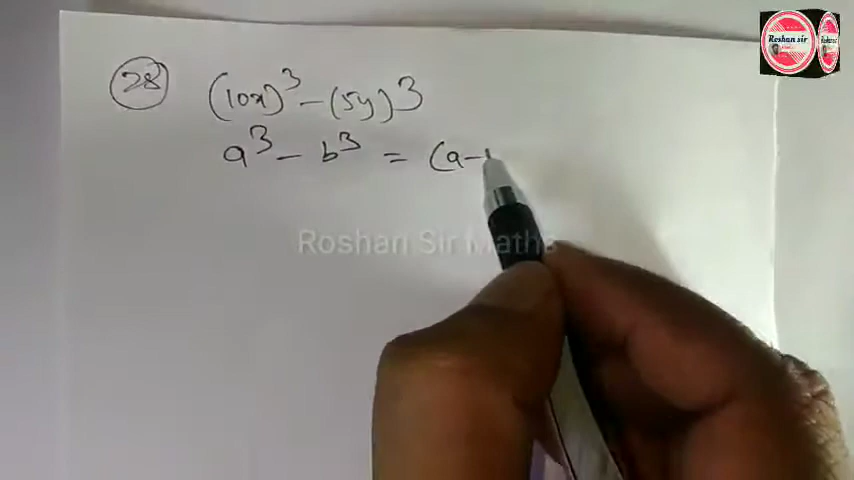 Roshan sir
28 (10x)³ - (5y)³
a³ - b³ = (a-
Roshan Sir Maths